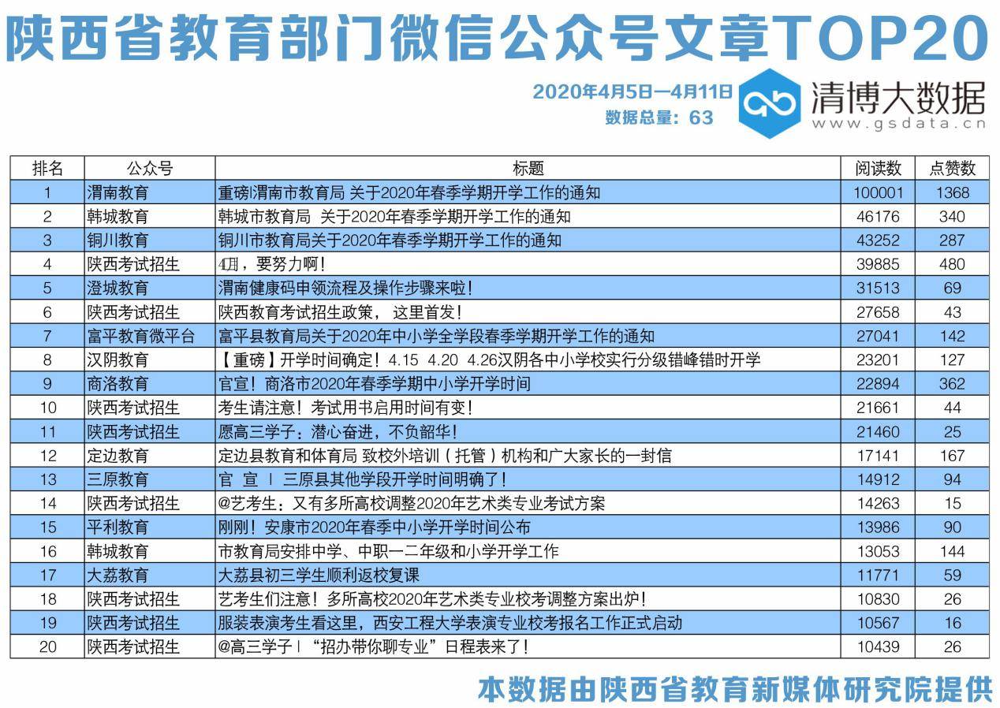 陕西省教育部门微信公众号文章TOP20
2020年4月5日—4月11日
数据总量：63
清博大数据
www.gsdata.cn
排名 公众号 标题 阅读数 点赞数
1 渭南教育 重磅|渭南市教育局 关于2020年春季学期开学工作的通知 100001 1368
2 韩城教育 韩城市教育局 关于2020年春季学期开学工作的通知 46176 340
3 铜川教育 铜川市教育局关于2020年春季学期开学工作的通知 43252 287
4 陕西考试招生 4月，要努力啊！ 39885 480
5 澄城教育 渭南健康码申领流程及操作步骤来啦！ 31513 69
6 陕西考试招生 陕西教育考试招生政策， 这里首发！ 27658 43
7 富平教育微平台 富平县教育局关于2020年中小学全学段春季学期开学工作的通知 27041 142
8 汉阴教育 【重磅】开学时间确定！4.15 4.20 4.26汉阴各中小学校实行分级错峰错时开学 23201 127
9 商洛教育 官宣！商洛市2020年春季学期中小学开学时间 22894 362
10 陕西考试招生 考生请注意！考试用书启用时间有变！ 21661 44
11 陕西考试招生 愿高三学子：潜心奋进，不负韶华！ 21460 25
12 定边教育 定边县教育和体育局 致校外培训（托管）机构和广大家长的一封信 17141 167
13 三原教育 官 宣 | 三原县其他学段开学时间明确了！ 14912 94
14 陕西考试招生 @艺考生：又有多所高校调整2020年艺术类专业考试方案 14263 15
15 平利教育 刚刚！安康市2020年春季中小学开学时间公布 13986 90
16 韩城教育 市教育局安排中学、中职一二年级和小学开学工作 13053 144
17 大荔教育 大荔县初三学生顺利返校复课 11771 59
18 陕西考试招生 艺考生们注意！多所高校2020年艺术类专业校考调整方案出炉！ 10830 26
19 陕西考试招生 服装表演考生看这里，西安工程大学表演专业校考报名工作正式启动 10567 16
20 陕西考试招生 @高三学子 | “招办带你聊专业”日程表来了！ 10439 26
本数据由陕西省教育新媒体研究院提供